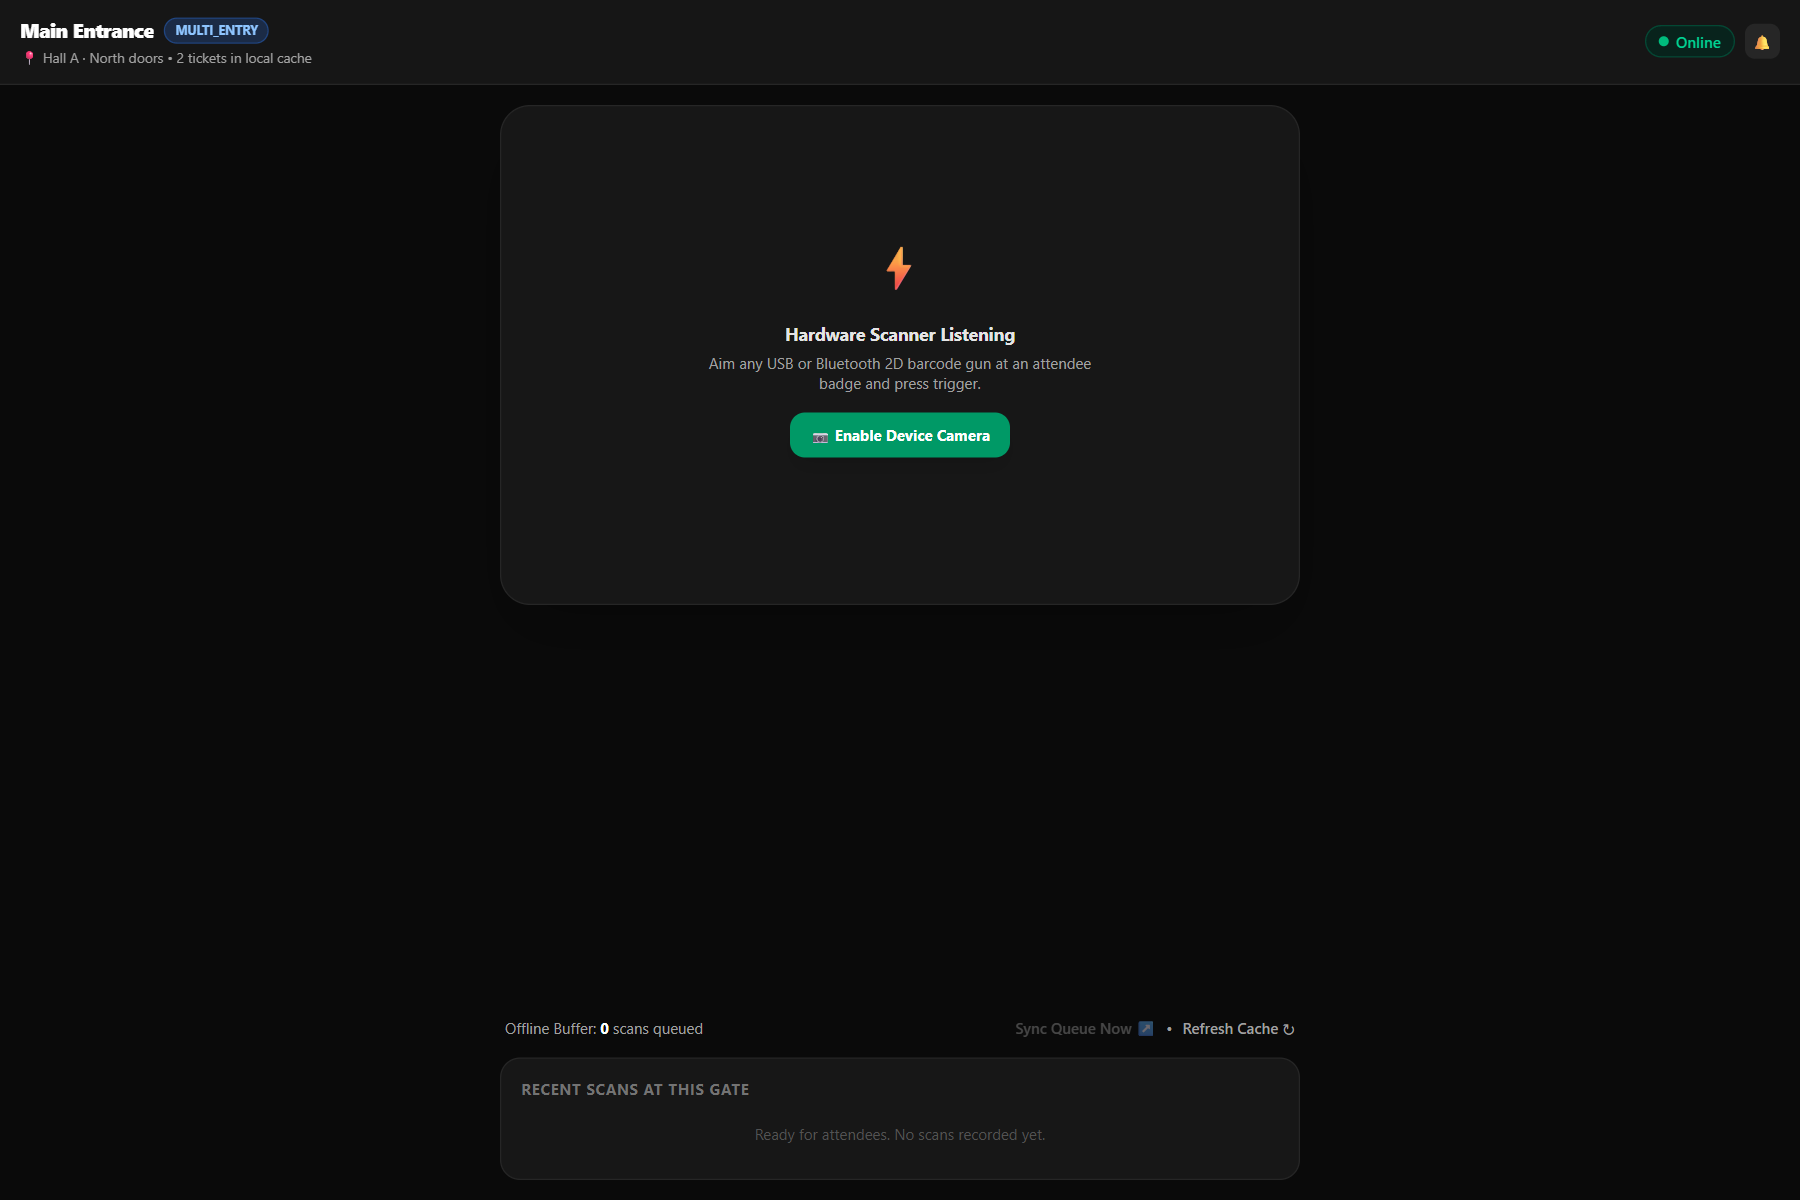 Main Entrance MULTI_ENTRY
Hall A · North doors • 2 tickets in local cache
Online
Hardware Scanner Listening
Aim any USB or Bluetooth 2D barcode gun at an attendee
badge and press trigger.
Enable Device Camera
Offline Buffer: 0 scans queued
Sync Queue Now ↗ • Refresh Cache ↻
RECENT SCANS AT THIS GATE
Ready for attendees. No scans recorded yet.